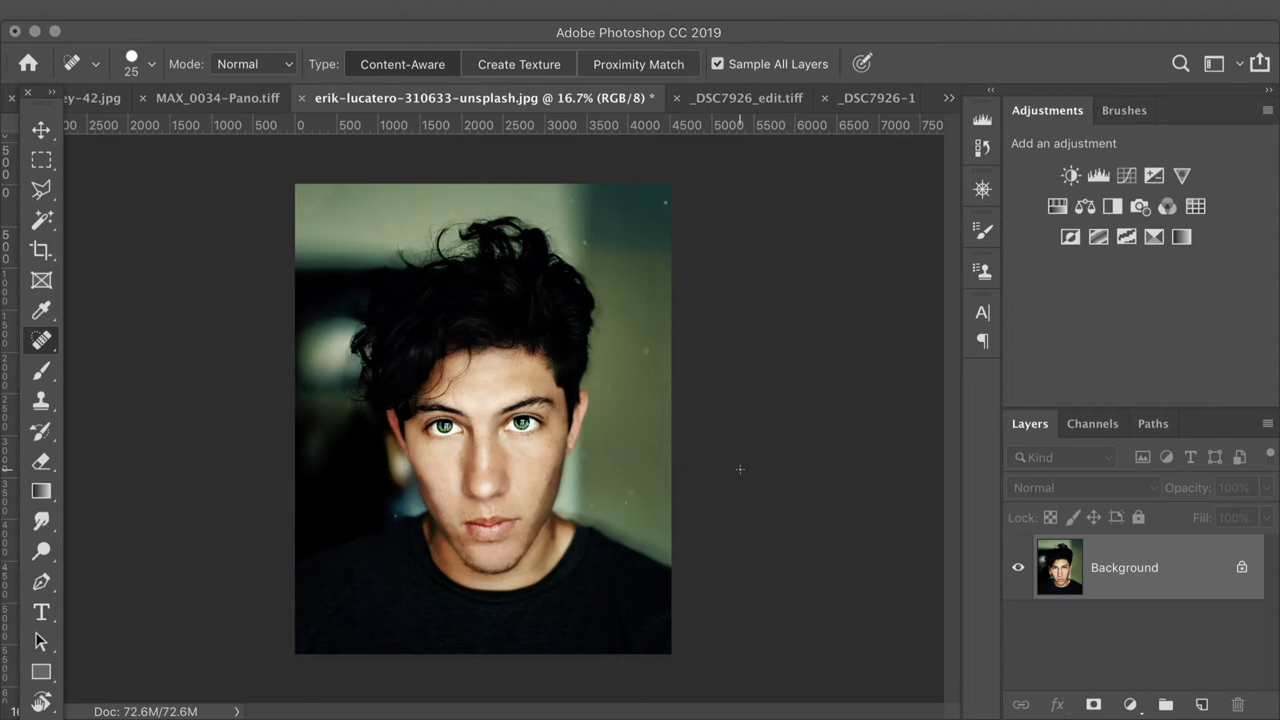 Adobe Photoshop CC 2019
25 Mode: Normal Type: Content-Aware Create Texture Proximity Match Sample All Layers
ey-42.jpg MAX_0034-Pano.tiff erik-lucatero-310633-unsplash.jpg @ 16.7% (RGB/8) * _DSC7926_edit.tiff _DSC7926-1
2500 2000 1500 1000 500 0 500 1000 1500 2000 2500 3000 3500 4000 4500 5000 5500 6000 6500 7000 750
Adjustments Brushes
Add an adjustment
Layers Channels Paths
Kind
Normal Opacity: 100%
Lock: Fill: 100%
Background
Doc: 72.6M/72.6M